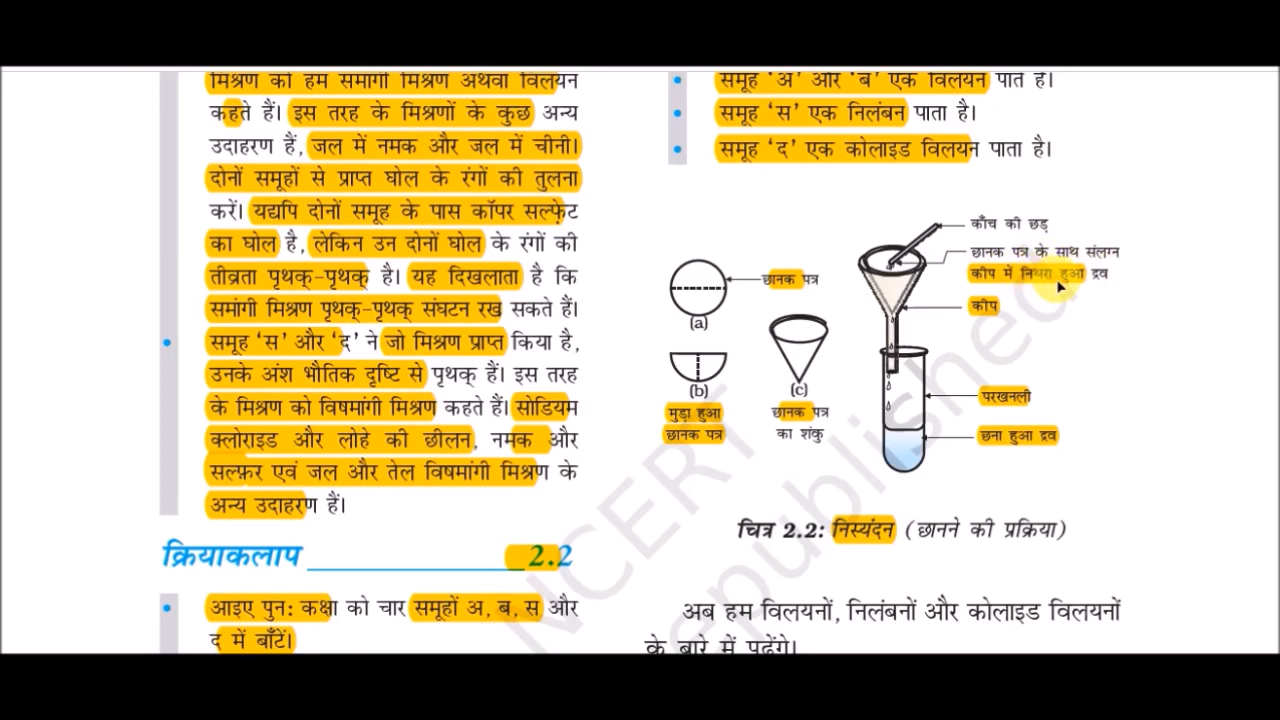 मिश्रण को हम समांगी मिश्रण अथवा विलयन
कहते हैं। इस तरह के मिश्रणों के कुछ अन्य
उदाहरण हैं, जल में नमक और जल में चीनी।
दोनों समूहों से प्राप्त घोल के रंगों की तुलना
करें। यद्यपि दोनों समूह के पास कॉपर सल्फ़ेट
का घोल है, लेकिन उन दोनों घोल के रंगों की
तीव्रता पृथक्-पृथक् है। यह दिखलाता है कि
समांगी मिश्रण पृथक्-पृथक् संघटन रख सकते हैं।
• समूह ‘स’ और ‘द’ ने जो मिश्रण प्राप्त किया है,
उनके अंश भौतिक दृष्टि से पृथक् हैं। इस तरह
के मिश्रण को विषमांगी मिश्रण कहते हैं। सोडियम
क्लोराइड और लोहे की छीलन, नमक और
सल्फ़र एवं जल और तेल विषमांगी मिश्रण के
अन्य उदाहरण हैं।
क्रियाकलाप ______________ 2.2
• आइए पुन: कक्षा को चार समूहों अ, ब, स और
द में बाँटें।
• समूह ‘अ’ और ‘ब’ एक विलयन पाते हैं।
• समूह ‘स’ एक निलंबन पाता है।
• समूह ‘द’ एक कोलाइड विलयन पाता है।
काँच की छड़
छानक पत्र के साथ संलग्न
कीप में निथरा हुआ द्रव
कीप
छानक पत्र
(a)
(b)
मुड़ा हुआ
छानक पत्र
(c)
छानक पत्र
का शंकु
परखनली
छना हुआ द्रव
चित्र 2.2: निस्यंदन (छानने की प्रक्रिया)
अब हम विलयनों, निलंबनों और कोलाइड विलयनों
के बारे में पढ़ेंगे।
NCERT
republished